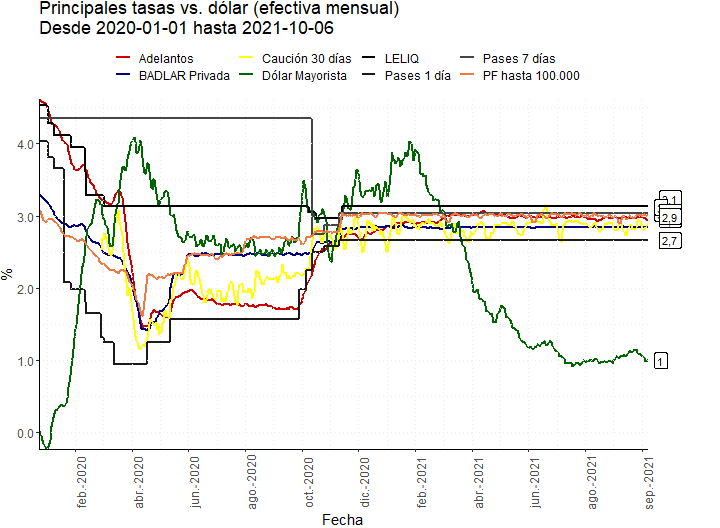 Principales tasas vs. dólar (efectiva mensual)
Desde 2020-01-01 hasta 2021-10-06
Adelantos Caución 30 días LELIQ Pases 7 días
BADLAR Privada Dólar Mayorista Pases 1 día PF hasta 100.000
%
4.0
3.0
2.0
1.0
0.0
2,9
2,7
1
feb.-2020 abr.-2020 jun.-2020 ago.-2020 oct.-2020 dic.-2020 feb.-2021 abr.-2021 jun.-2021 ago.-2021 sep.-2021
Fecha